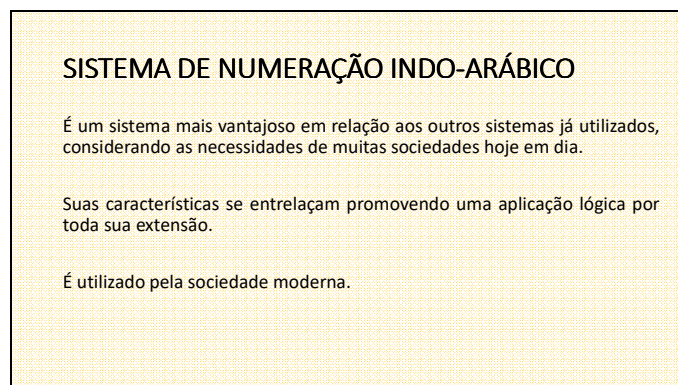 SISTEMA DE NUMERAÇÃO INDO-ARÁBICO
É um sistema mais vantajoso em relação aos outros sistemas já utilizados,
considerando as necessidades de muitas sociedades hoje em dia.
Suas características se entrelaçam promovendo uma aplicação lógica por
toda sua extensão.
É utilizado pela sociedade moderna.